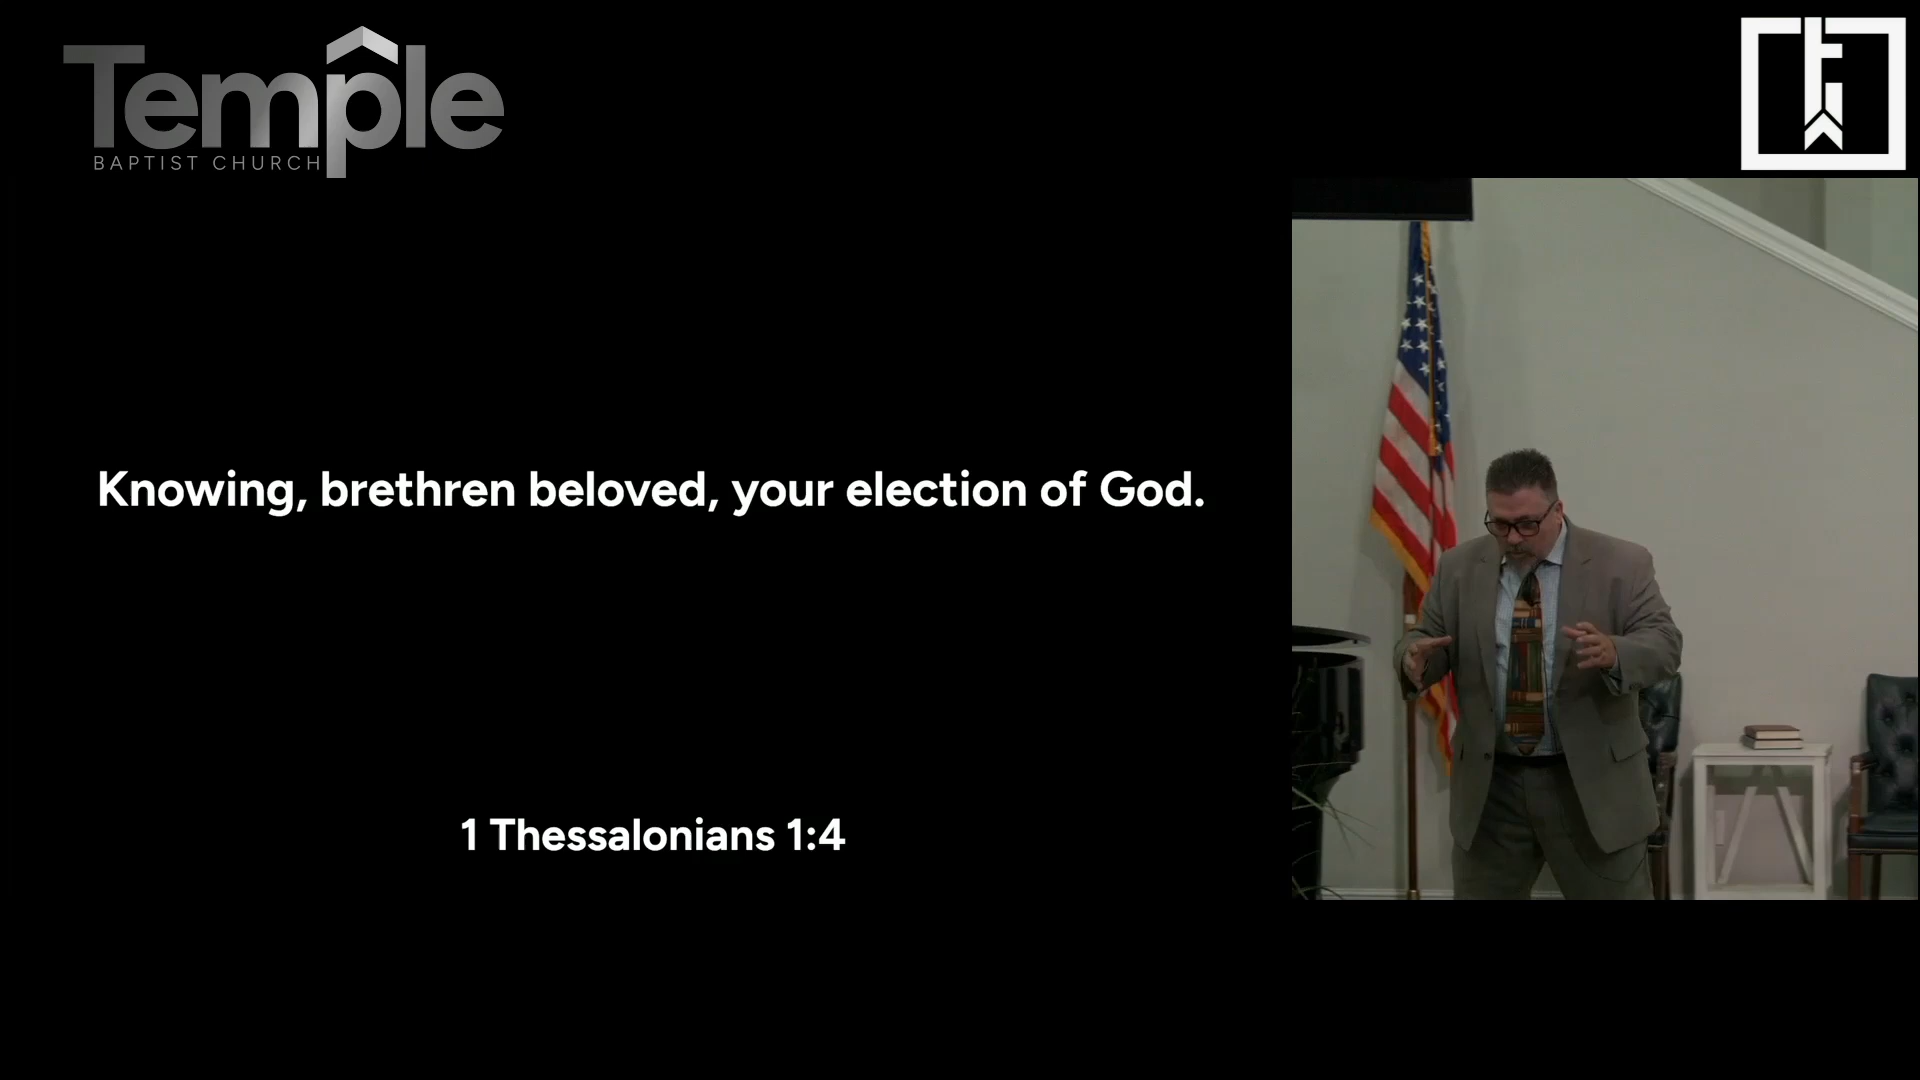 Temple
BAPTIST CHURCH
Knowing, brethren beloved, your election of God.
1 Thessalonians 1:4